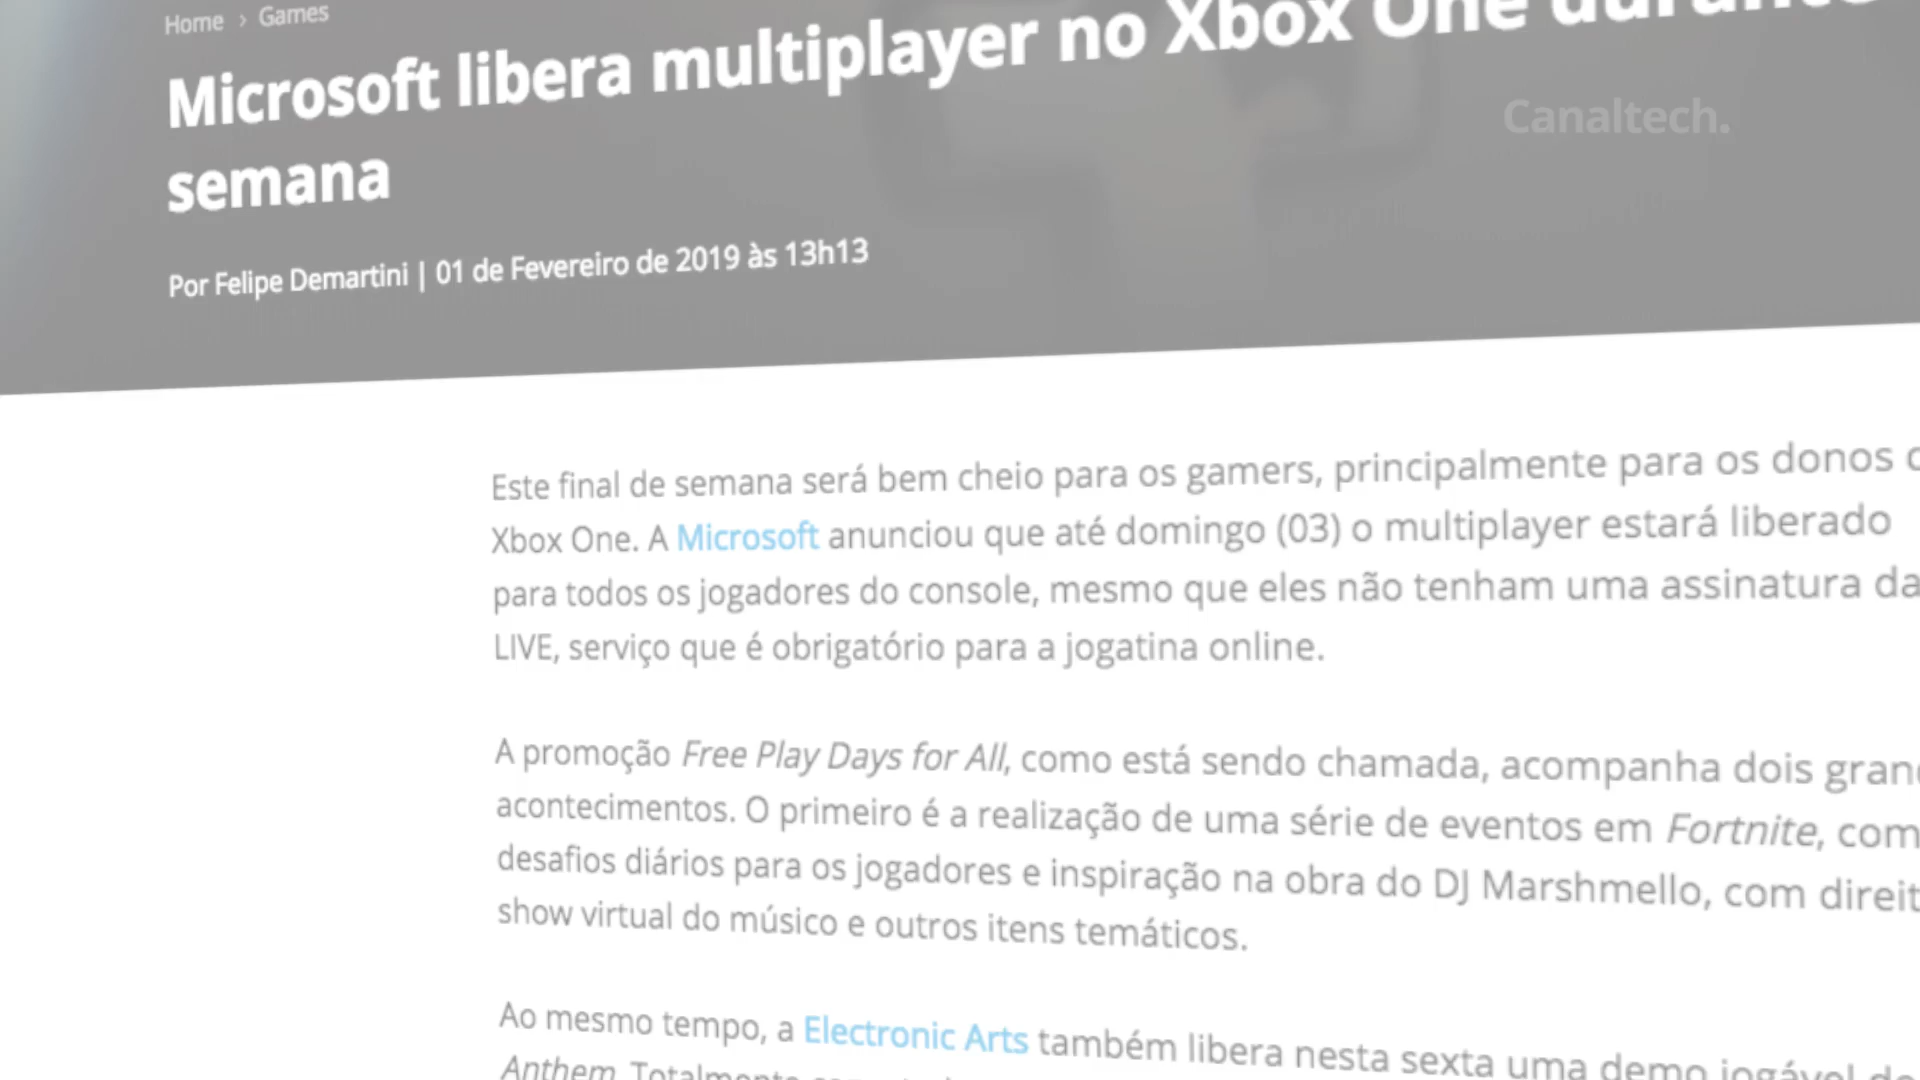 Home › Games
Microsoft libera multiplayer no Xbox One durante
semana
Canaltech.
Por Felipe Demartini | 01 de Fevereiro de 2019 às 13h13
Este final de semana será bem cheio para os gamers, principalmente para os donos
Xbox One. A Microsoft anunciou que até domingo (03) o multiplayer estará liberado
para todos os jogadores do console, mesmo que eles não tenham uma assinatura da
LIVE, serviço que é obrigatório para a jogatina online.
A promoção Free Play Days for All, como está sendo chamada, acompanha dois
acontecimentos. O primeiro é a realização de uma série de eventos em Fortnite, com
desafios diários para os jogadores e inspiração na obra do DJ Marshmello, com
show virtual do músico e outros itens temáticos.
Ao mesmo tempo, a Electronic Arts também libera nesta sexta uma demo jogável
Anthem. Totalmente